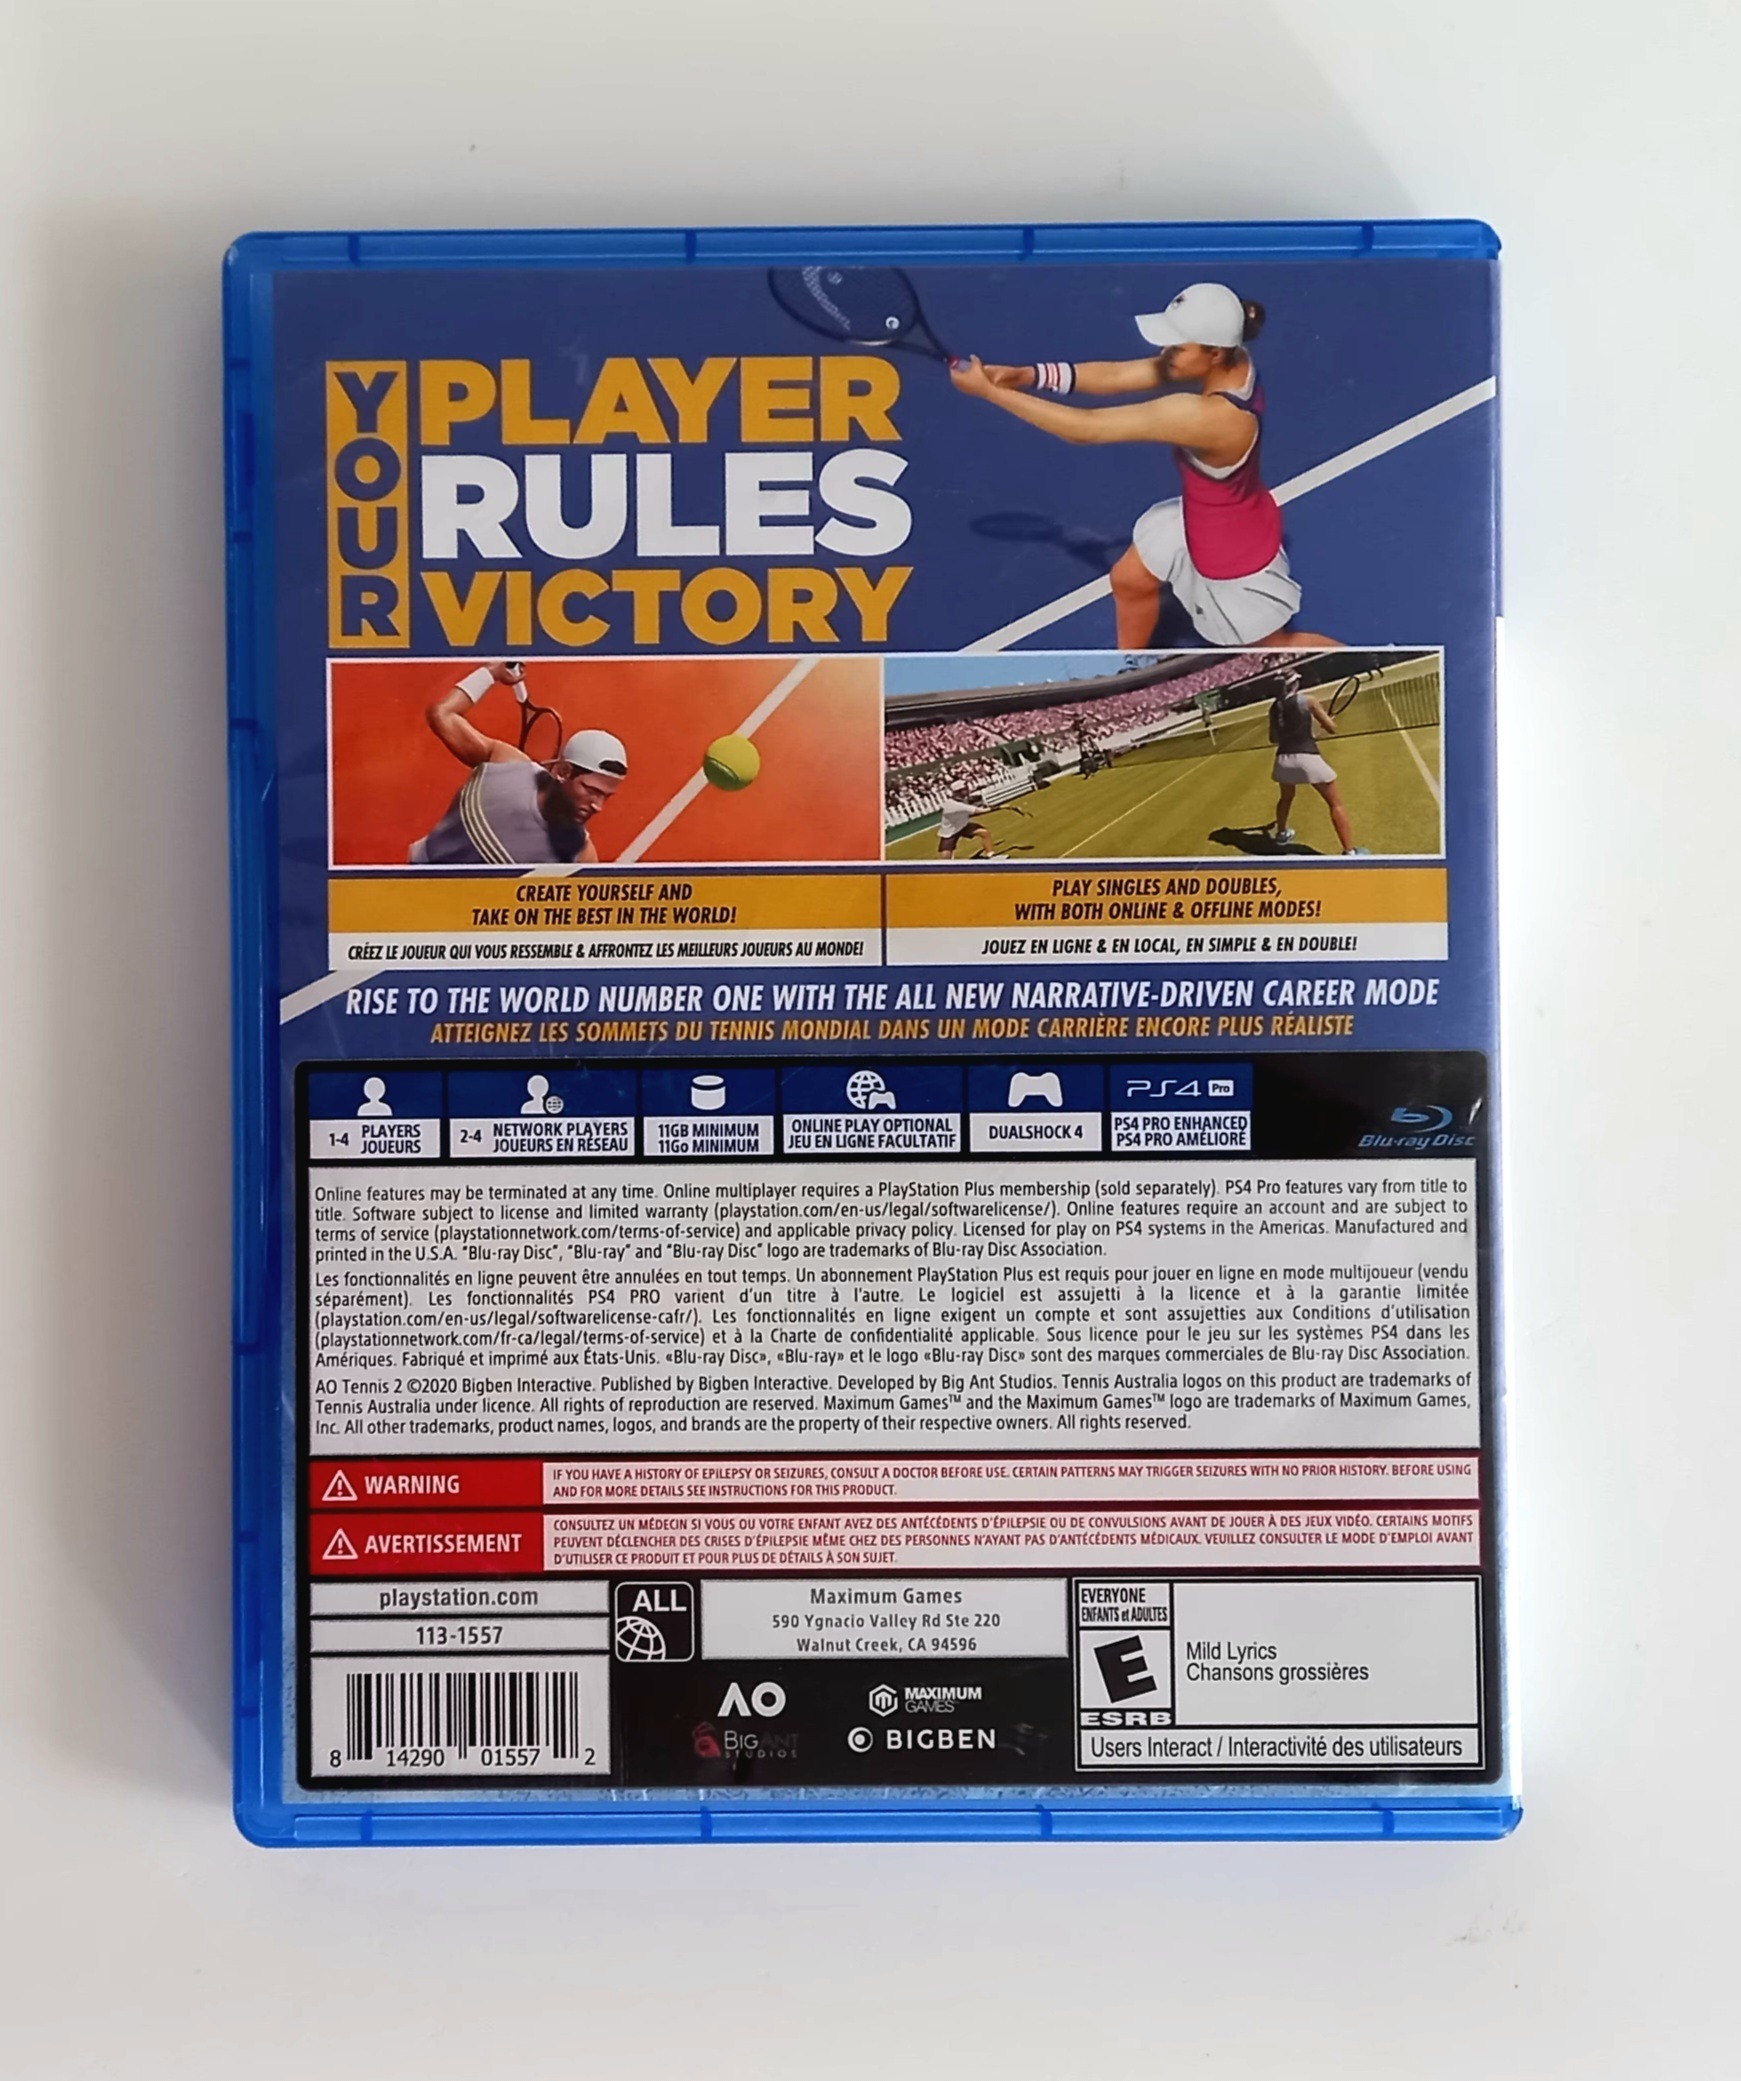 YOUR
PLAYER
RULES
VICTORY
CREATE YOURSELF AND
TAKE ON THE BEST IN THE WORLD!
CRÉEZ LE JOUEUR QUI VOUS RESSEMBLE & AFFRONTEZ LES MEILLEURS JOUEURS AU MONDE!
PLAY SINGLES AND DOUBLES,
WITH BOTH ONLINE & OFFLINE MODES!
JOUEZ EN LIGNE & EN LOCAL, EN SIMPLE & EN DOUBLE!
RISE TO THE WORLD NUMBER ONE WITH THE ALL NEW NARRATIVE-DRIVEN CAREER MODE
ATTEIGNEZ LES SOMMETS DU TENNIS MONDIAL DANS UN MODE CARRIÈRE ENCORE PLUS RÉALISTE
1-4 PLAYERS
JOUEURS
2-4 NETWORK PLAYERS
JOUEURS EN RÉSEAU
11GB MINIMUM
11Go MINIMUM
ONLINE PLAY OPTIONAL
JEU EN LIGNE FACULTATIF
DUALSHOCK 4
PS4 Pro
PS4 PRO ENHANCED
PS4 PRO AMÉLIORÉ
Blu-ray Disc
Online features may be terminated at any time. Online multiplayer requires a PlayStation Plus membership (sold separately). PS4 Pro features vary from title to
title. Software subject to license and limited warranty (playstation.com/en-us/legal/softwarelicense/). Online features require an account and are subject to
terms of service (playstationnetwork.com/terms-of-service) and applicable privacy policy. Licensed for play on PS4 systems in the Americas. Manufactured and
printed in the U.S.A. "Blu-ray Disc", "Blu-ray" and "Blu-ray Disc" logo are trademarks of Blu-ray Disc Association.
Les fonctionnalités en ligne peuvent être annulées en tout temps. Un abonnement PlayStation Plus est requis pour jouer en ligne en mode multijoueur (vendu
séparément). Les fonctionnalités PS4 PRO varient d'un titre à l'autre. Le logiciel est assujetti à la licence et à la garantie limitée
(playstation.com/en-us/legal/softwarelicense-cafr/). Les fonctionnalités en ligne exigent un compte et sont assujetties aux Conditions d'utilisation
(playstationnetwork.com/fr-ca/legal/terms-of-service) et à la Charte de confidentialité applicable. Sous licence pour le jeu sur les systèmes PS4 dans les
Amériques. Fabriqué et imprimé aux États-Unis. «Blu-ray Disc», «Blu-ray» et le logo «Blu-ray Disc» sont des marques commerciales de Blu-ray Disc Association.
AO Tennis 2 ©2020 Bigben Interactive. Published by Bigben Interactive. Developed by Big Ant Studios. Tennis Australia logos on this product are trademarks of
Tennis Australia under licence. All rights of reproduction are reserved. Maximum Games™ and the Maximum Games™ logo are trademarks of Maximum Games,
Inc. All other trademarks, product names, logos, and brands are the property of their respective owners. All rights reserved.
WARNING
IF YOU HAVE A HISTORY OF EPILEPSY OR SEIZURES, CONSULT A DOCTOR BEFORE USE. CERTAIN PATTERNS MAY TRIGGER SEIZURES WITH NO PRIOR HISTORY. BEFORE USING
AND FOR MORE DETAILS SEE INSTRUCTIONS FOR THIS PRODUCT.
AVERTISSEMENT
CONSULTEZ UN MÉDECIN SI VOUS OU VOTRE ENFANT AVEZ DES ANTÉCÉDENTS D'ÉPILEPSIE OU DE CONVULSIONS AVANT DE JOUER À DES JEUX VIDÉO. CERTAINS MOTIFS
PEUVENT DÉCLENCHER DES CRISES D'ÉPILEPSIE MÊME CHEZ DES PERSONNES N'AYANT PAS D'ANTÉCÉDENTS MÉDICAUX. VEUILLEZ CONSULTER LE MODE D'EMPLOI AVANT
D'UTILISER CE PRODUIT ET POUR PLUS DE DÉTAILS À SON SUJET.
playstation.com
113-1557
8 14290 01557 2
ALL
Maximum Games
590 Ygnacio Valley Rd Ste 220
Walnut Creek, CA 94596
AO
MAXIMUM
GAMES
BIG ANT
STUDIOS
BIGBEN
EVERYONE
ENFANTS et ADULTES
E
ESRB
Mild Lyrics
Chansons grossières
Users Interact / Interactivité des utilisateurs